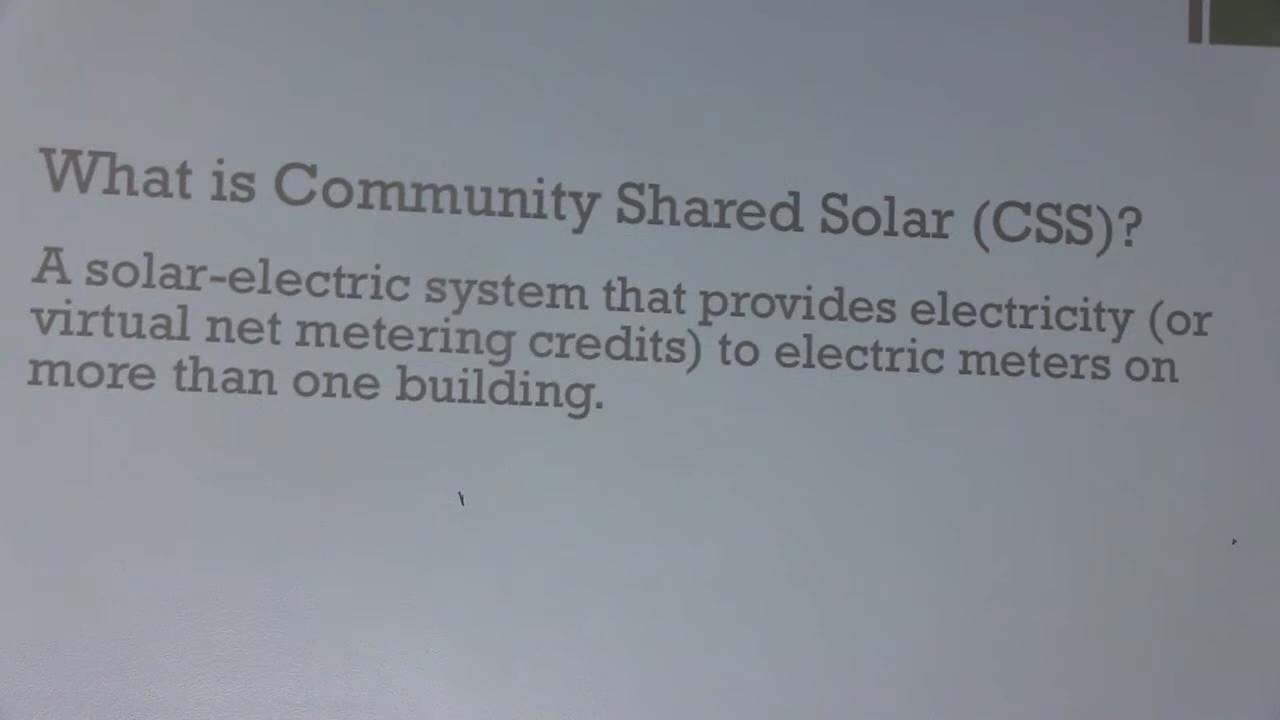 What is Community Shared Solar (CSS)?
A solar-electric system that provides electricity (or
virtual net metering credits) to electric meters on
more than one building.